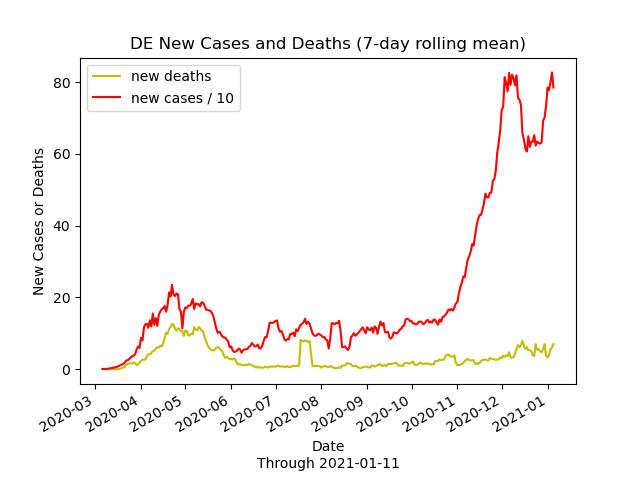 DE New Cases and Deaths (7-day rolling mean)
new deaths
new cases / 10
New Cases or Deaths
80
60
40
20
0
2020-03
2020-04
2020-05
2020-06
2020-07
2020-08
2020-09
2020-10
2020-11
2020-12
2021-01
Date
Through 2021-01-11